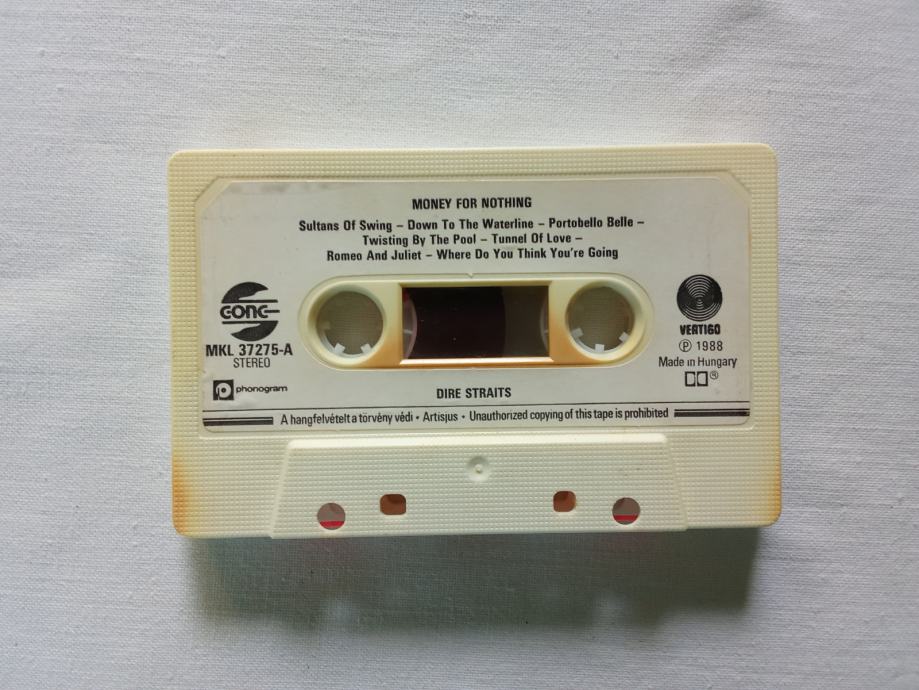 MONEY FOR NOTHING
Sultans Of Swing – Down To The Waterline – Portobello Belle –
Twisting By The Pool – Tunnel Of Love –
Romeo And Juliet – Where Do You Think You're Going
GONG
MKL 37275-A
STEREO
phonogram
VERTIGO
Ⓟ 1988
Made in Hungary
®
DIRE STRAITS
A hangfelvételt a törvény védi • Artisjus • Unauthorized copying of this tape is prohibited